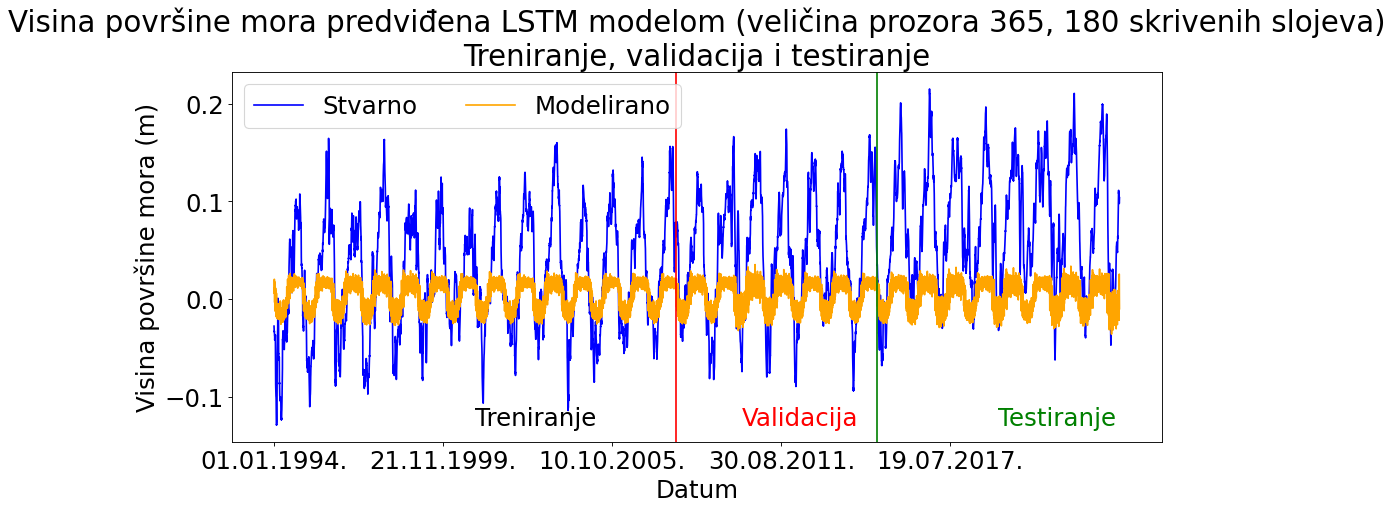 Visina površine mora predviđena LSTM modelom (veličina prozora 365, 180 skrivenih slojeva)
Treniranje, validacija i testiranje
Stvarno
Modelirano
Visina površine mora (m)
0.2
0.1
0.0
−0.1
Treniranje
Validacija
Testiranje
01.01.1994.
21.11.1999.
10.10.2005.
30.08.2011.
19.07.2017.
Datum